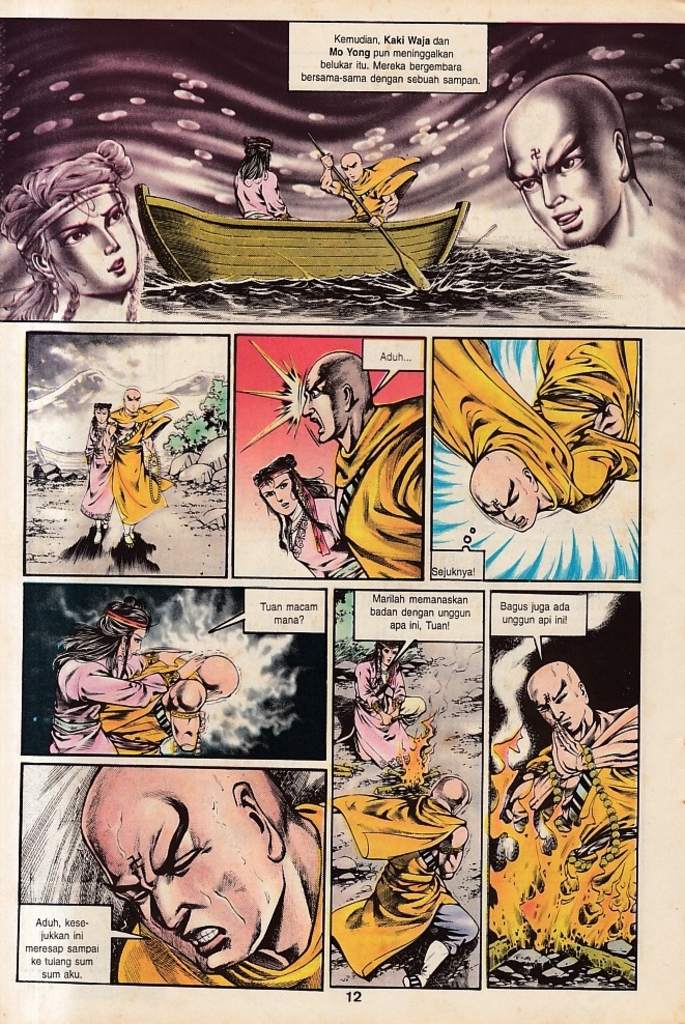 Kemudian, Kaki Waja dan
Mo Yong pun meninggalkan
belukar itu. Mereka bergembara
bersama-sama dengan sebuah sampan.
Aduh...
Sejuknya!
Tuan macam
mana?
Marilah memanaskan
badan dengan unggun
apa ini, Tuan!
Bagus juga ada
unggun api ini!
Aduh, kese-
jukkan ini
meresap sampai
ke tulang sum
sum aku.
12